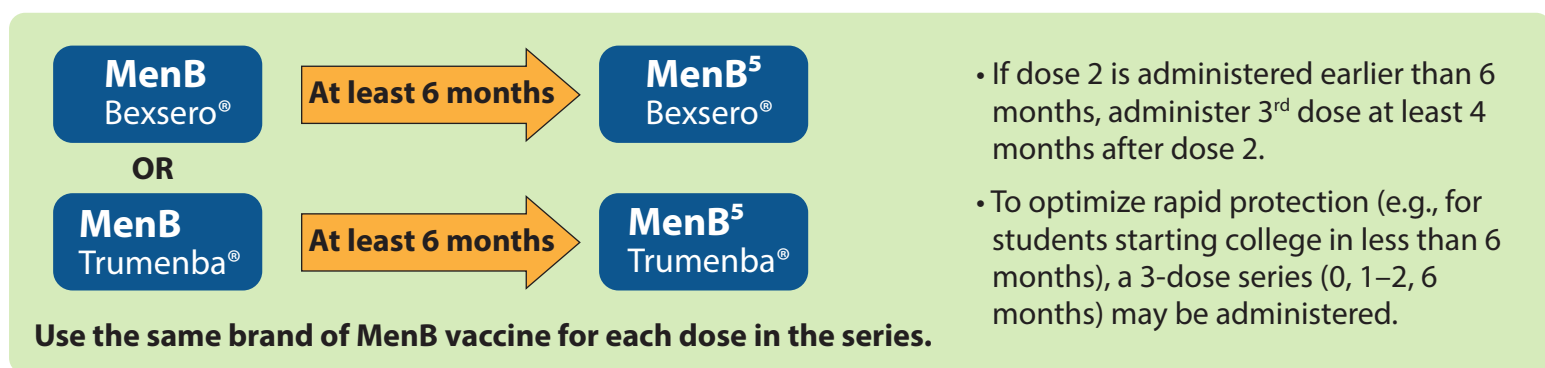 MenB
Bexsero®
At least 6 months
MenB⁵
Bexsero®
OR
MenB
Trumenba®
At least 6 months
MenB⁵
Trumenba®
Use the same brand of MenB vaccine for each dose in the series.
• If dose 2 is administered earlier than 6
months, administer 3rd dose at least 4
months after dose 2.
• To optimize rapid protection (e.g., for
students starting college in less than 6
months), a 3-dose series (0, 1–2, 6
months) may be administered.